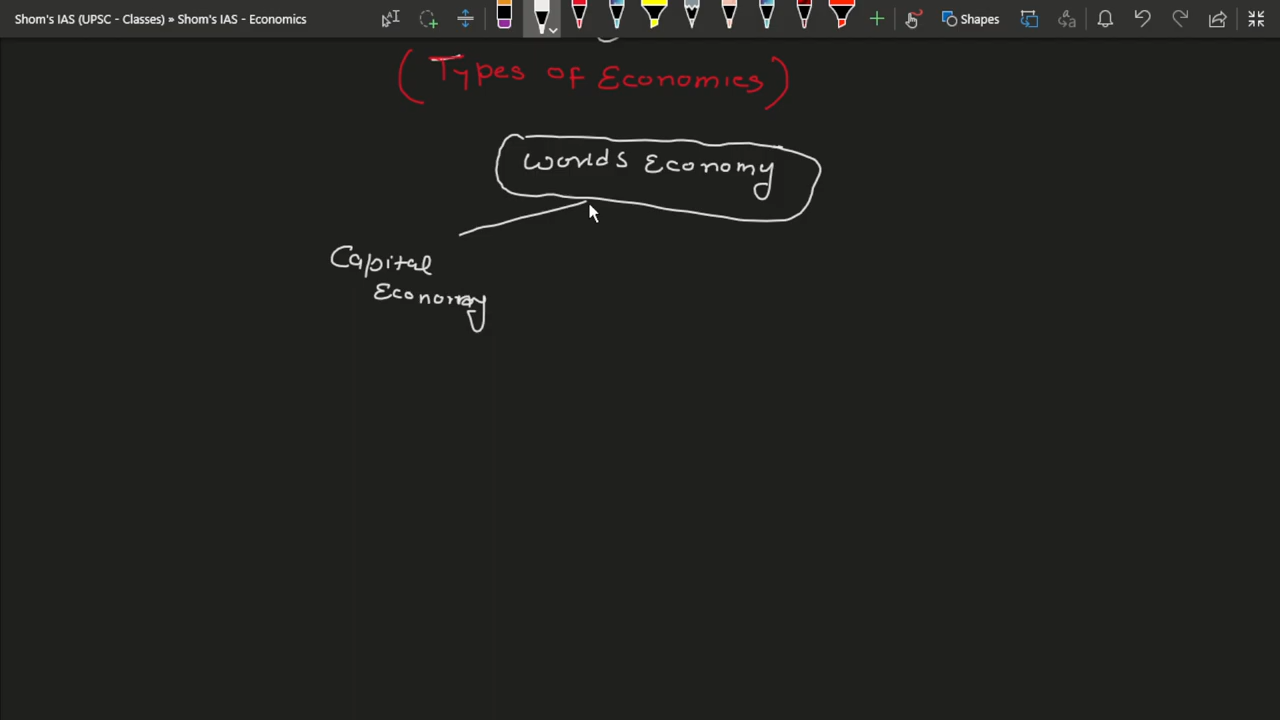 Shom's IAS (UPSC - Classes) » Shom's IAS - Economics
Shapes
(Types of Economies)
Worlds Economy
Capital
Economy